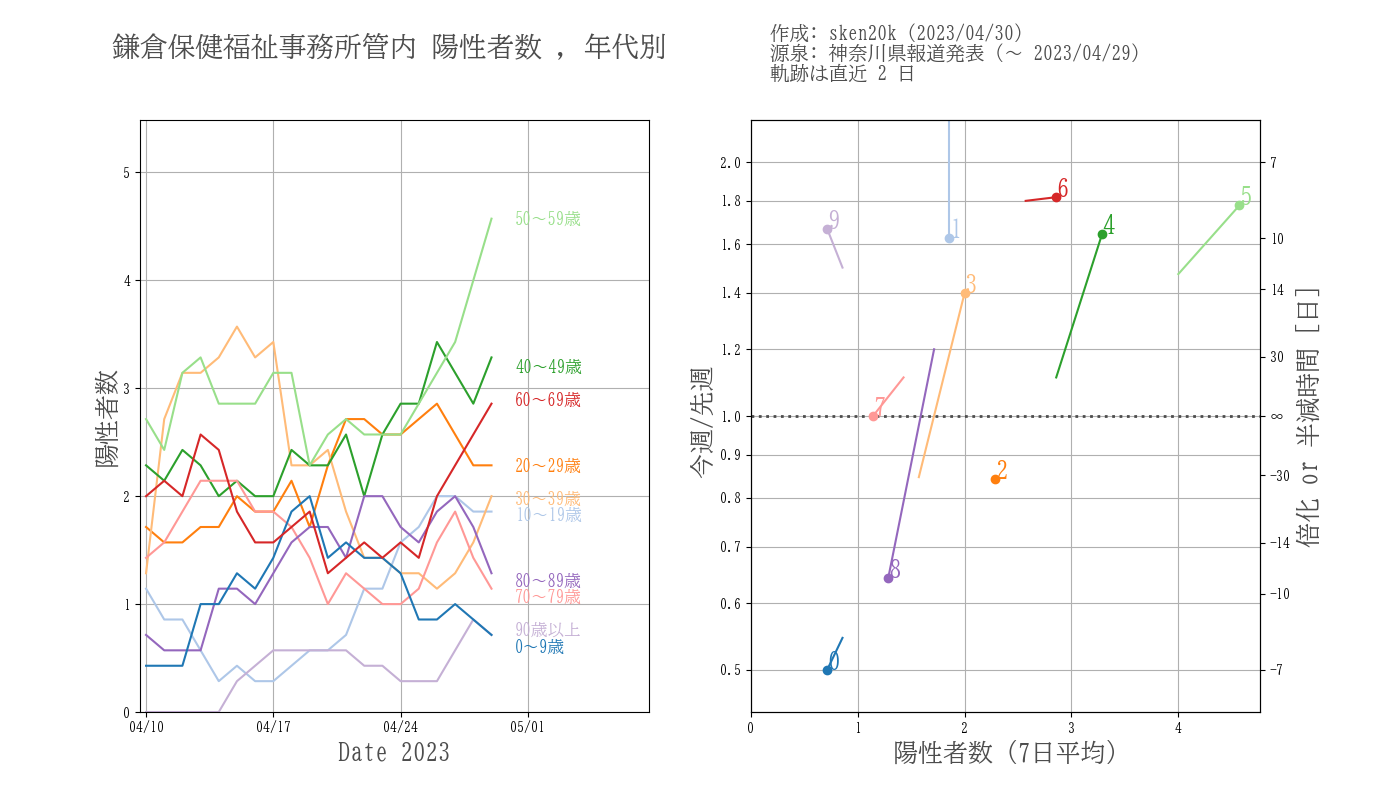 鎌倉保健福祉事務所管内 陽性者数 , 年代別
作成: sken20k (2023/04/30)
源泉: 神奈川県報道発表 (～ 2023/04/29)
軌跡は直近 2 日
陽性者数
5
4
3
2
1
0
04/10
04/17
04/24
05/01
Date 2023
50～59歳
40～49歳
60～69歳
20～29歳
30～39歳
10～19歳
80～89歳
70～79歳
90歳以上
0～9歳
今週/先週
2.0
1.8
1.6
1.4
1.2
1.0
0.9
0.8
0.7
0.6
0.5
0
1
2
3
4
陽性者数 (7日平均)
9
1
6
4
5
3
7
2
8
0
7
10
14
30
∞
−30
−14
−10
−7
倍化 or 半減時間 [日]